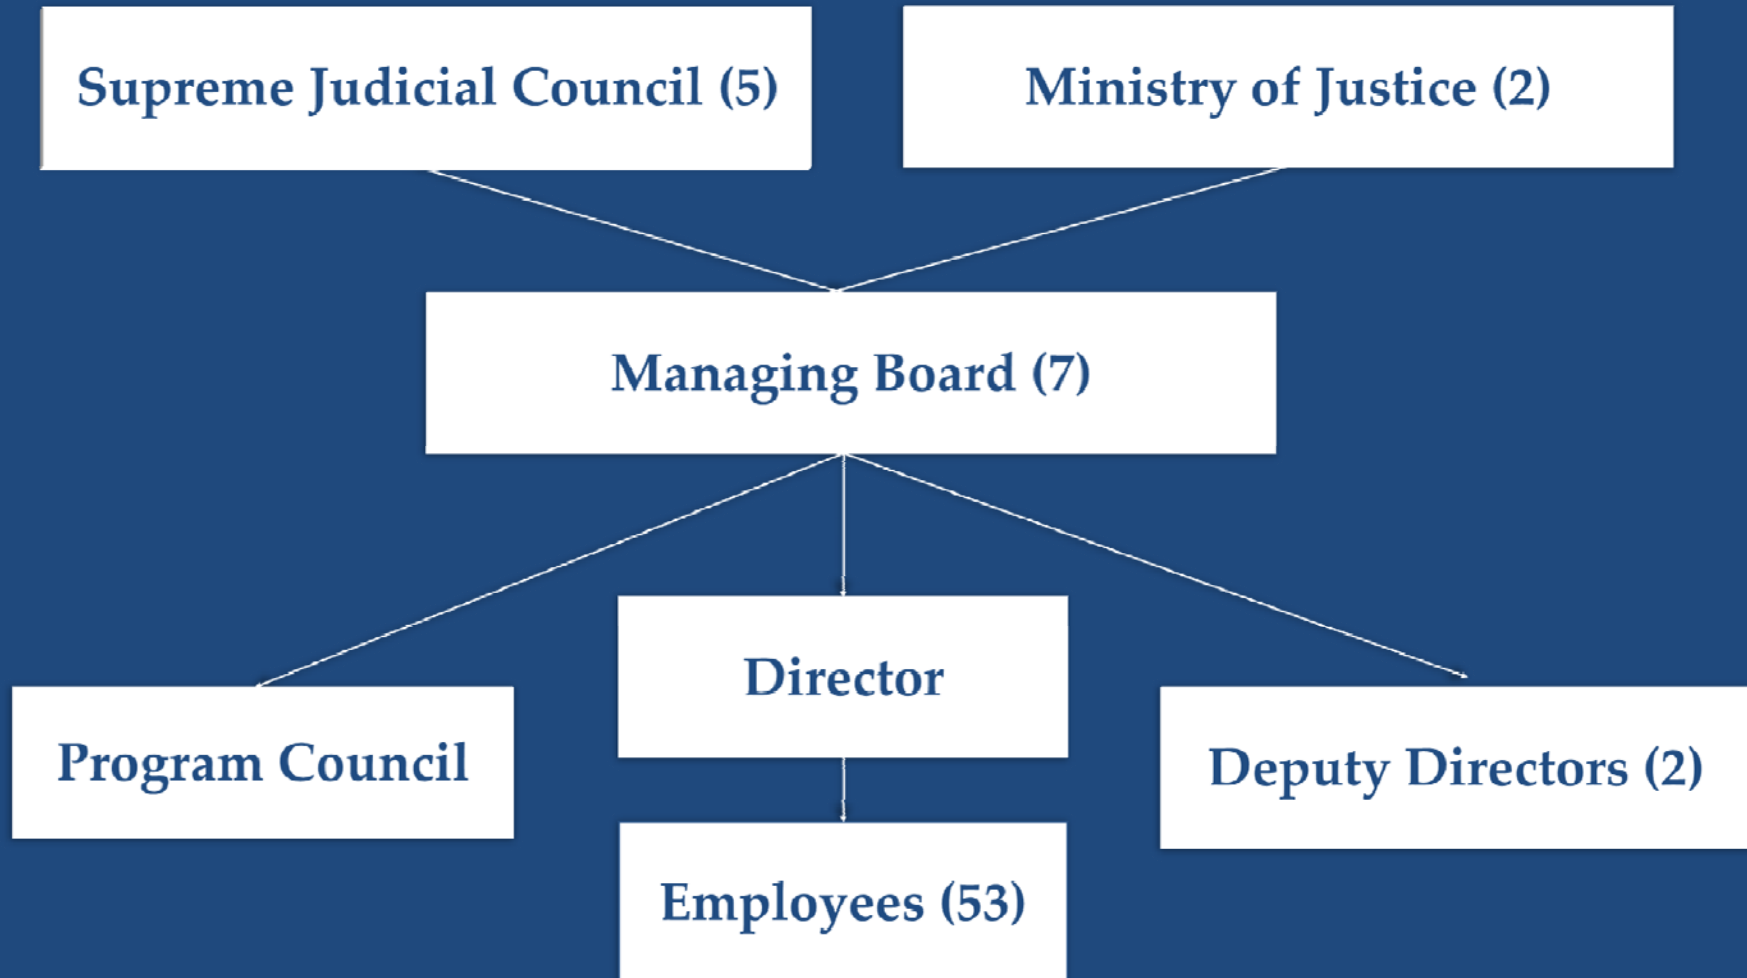 Supreme Judicial Council (5)
Ministry of Justice (2)
Managing Board (7)
Director
Program Council
Deputy Directors (2)
Employees (53)